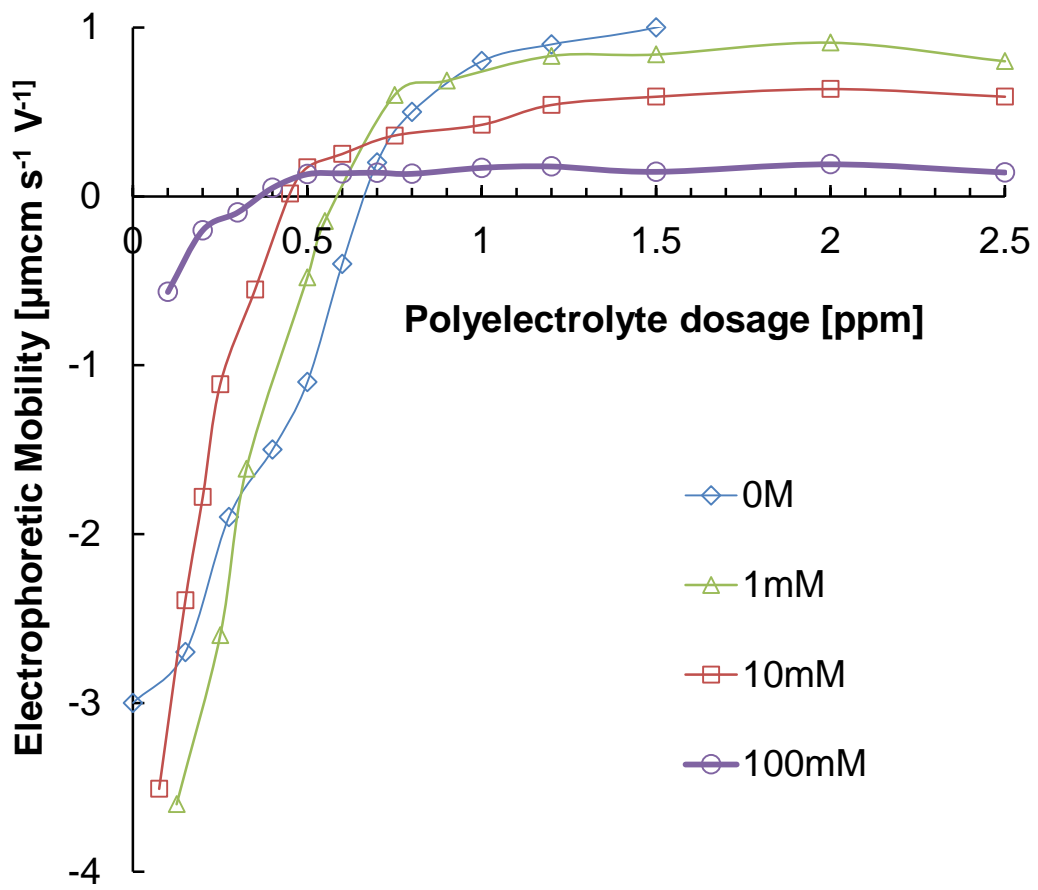 Electrophoretic Mobility [µmcm s⁻¹ V⁻¹]
1
0
-1
-2
-3
-4
0 0.5 1 1.5 2 2.5
Polyelectrolyte dosage [ppm]
0M
1mM
10mM
100mM